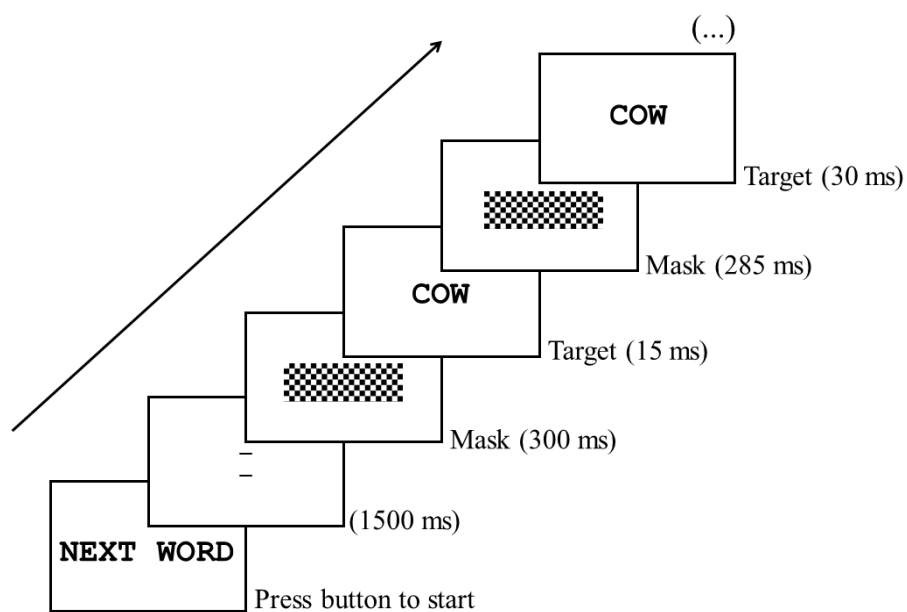 (...)
COW
Target (30 ms)
Mask (285 ms)
COW
Target (15 ms)
Mask (300 ms)
(1500 ms)
NEXT WORD
Press button to start